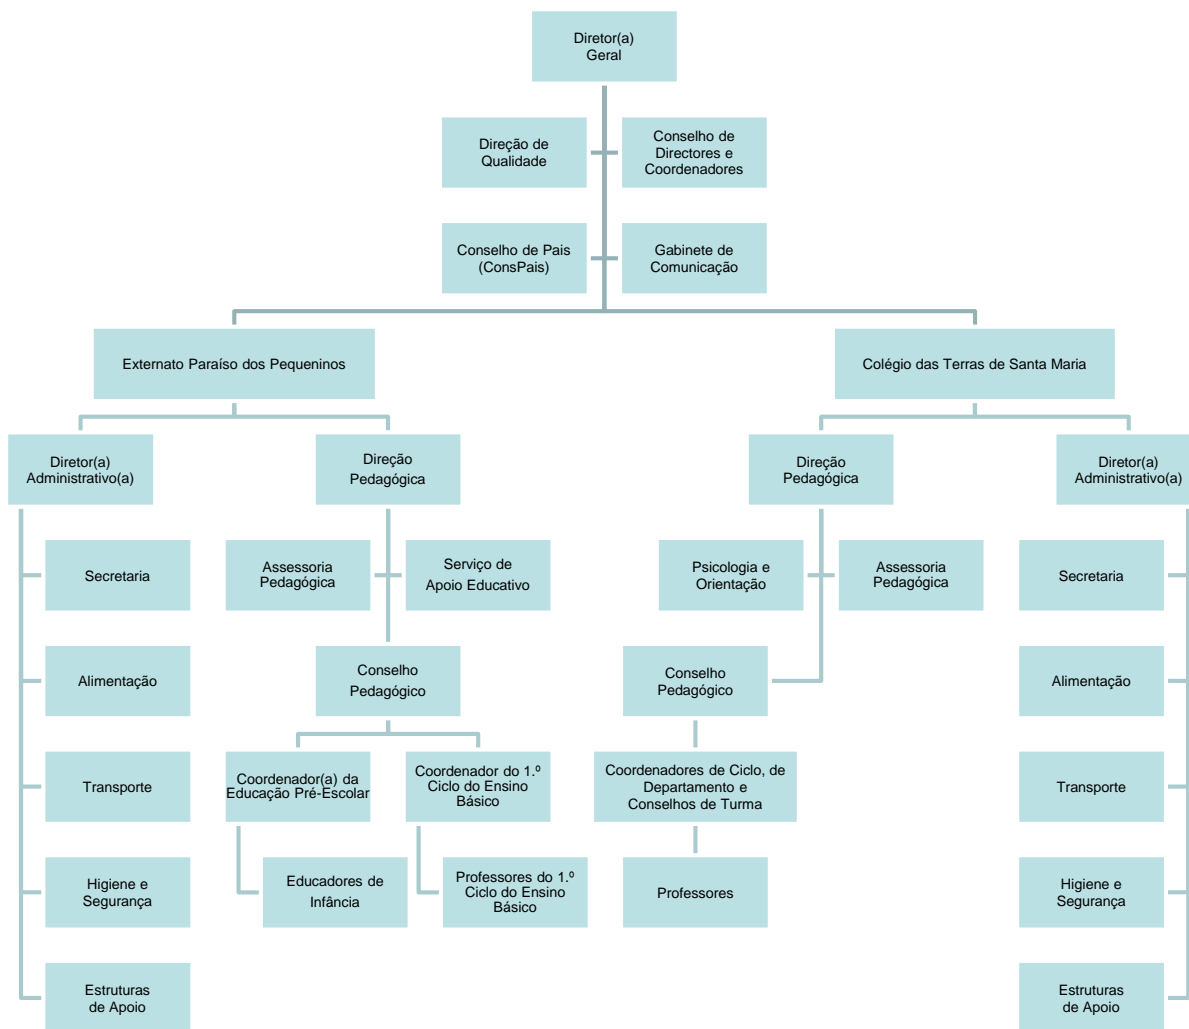 Diretor(a)
Geral
Direção de
Qualidade
Conselho de
Directores e
Coordenadores
Conselho de Pais
(ConsPais)
Gabinete de
Comunicação
Externato Paraíso dos Pequeninos
Colégio das Terras de Santa Maria
Diretor(a)
Administrativo(a)
Direção
Pedagógica
Direção
Pedagógica
Diretor(a)
Administrativo(a)
Secretaria
Assessoria
Pedagógica
Serviço de
Apoio Educativo
Psicologia e
Orientação
Assessoria
Pedagógica
Secretaria
Alimentação
Conselho
Pedagógico
Conselho
Pedagógico
Alimentação
Transporte
Coordenador(a) da
Educação Pré-Escolar
Coordenador do 1.º
Ciclo do Ensino
Básico
Coordenadores de Ciclo, de
Departamento e
Conselhos de Turma
Transporte
Higiene e
Segurança
Educadores de
Infância
Professores do 1.º
Ciclo do Ensino
Básico
Professores
Higiene e
Segurança
Estruturas
de Apoio
Estruturas
de Apoio